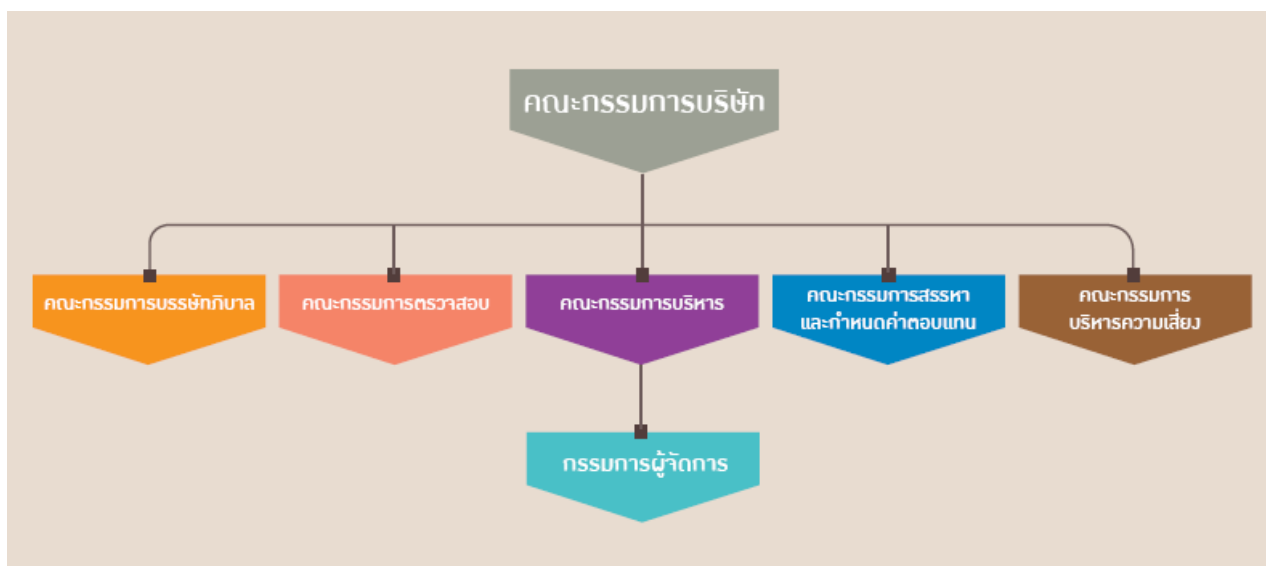 คณะกรรมการบริษัท
คณะกรรมการบรรษัทภิบาล
คณะกรรมการตรวจสอบ
คณะกรรมการบริหาร
คณะกรรมการสรรหา
และกำหนดค่าตอบแทน
คณะกรรมการ
บริหารความเสี่ยง
กรรมการผู้จัดการ